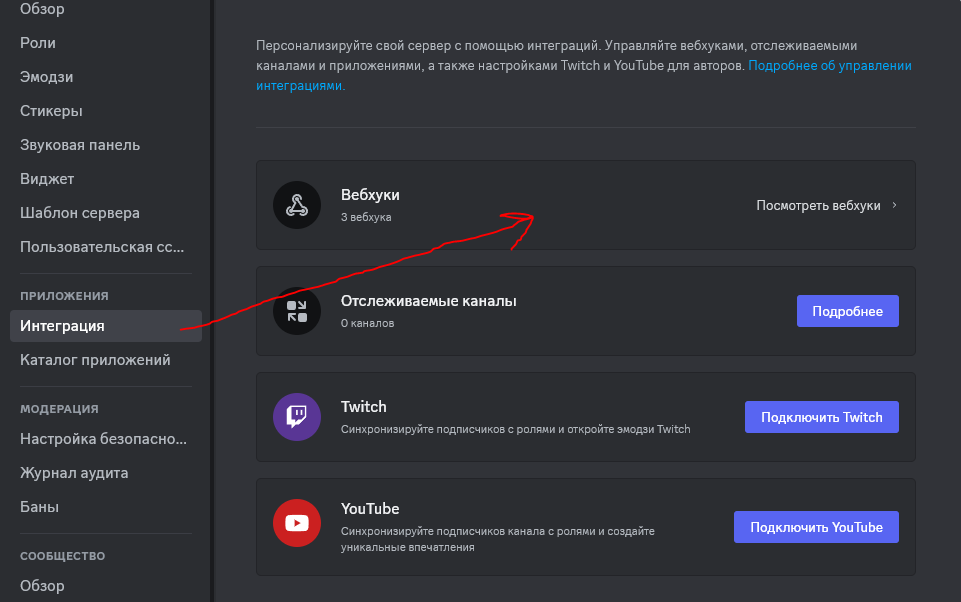 Обзор
Роли
Эмодзи
Стикеры
Звуковая панель
Виджет
Шаблон сервера
Пользовательская сс...
ПРИЛОЖЕНИЯ
Интеграция
Каталог приложений
МОДЕРАЦИЯ
Настройка безопасно...
Журнал аудита
Баны
СООБЩЕСТВО
Обзор
Персонализируйте свой сервер с помощью интеграций. Управляйте вебхуками, отслеживаемыми
каналами и приложениями, а также настройками Twitch и YouTube для авторов. Подробнее об управлении
интеграциями.
Вебхуки
3 вебхука
Посмотреть вебхуки
Отслеживаемые каналы
0 каналов
Подробнее
Twitch
Синхронизируйте подписчиков с ролями и откройте эмодзи Twitch
Подключить Twitch
YouTube
Синхронизируйте подписчиков канала с ролями и создайте
уникальные впечатления
Подключить YouTube